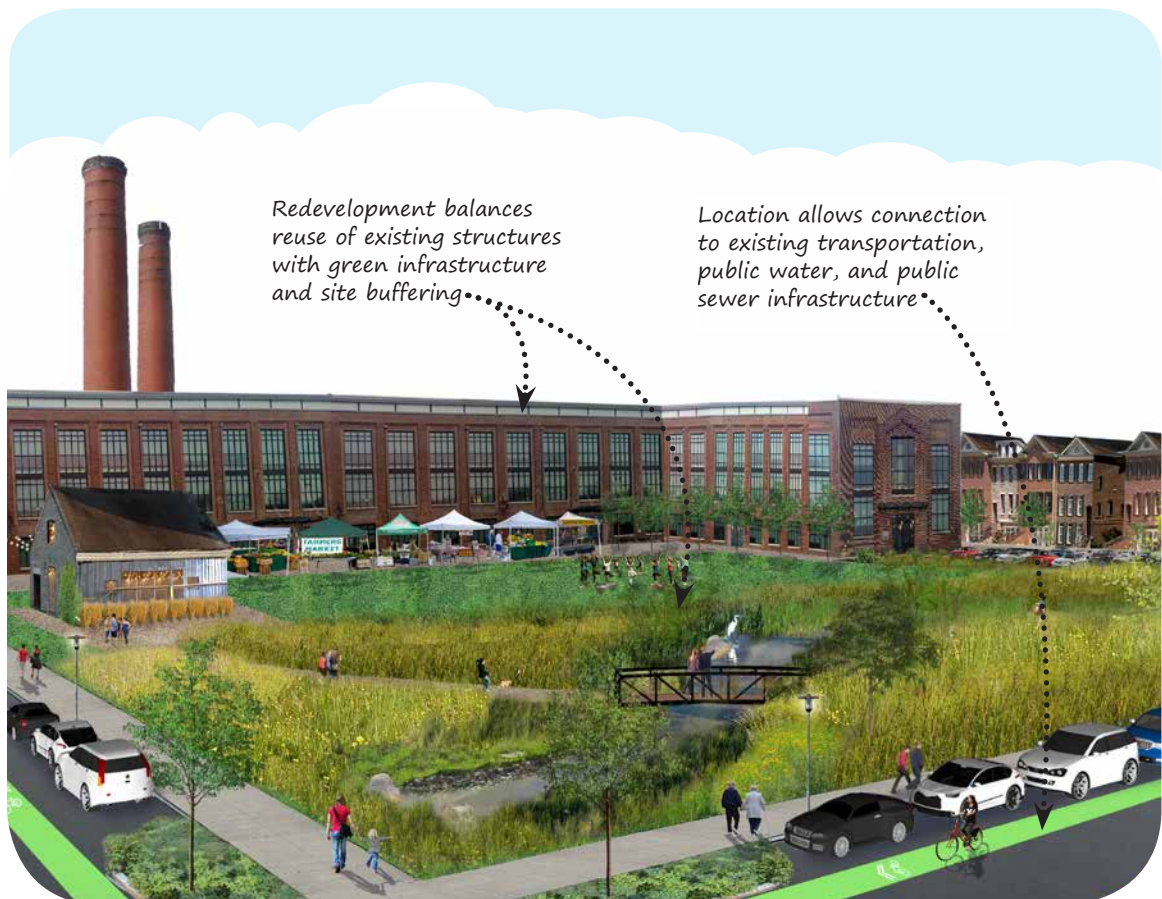 Redevelopment balances
reuse of existing structures
with green infrastructure
and site buffering
Location allows connection
to existing transportation,
public water, and public
sewer infrastructure
FARMERS
MARKET